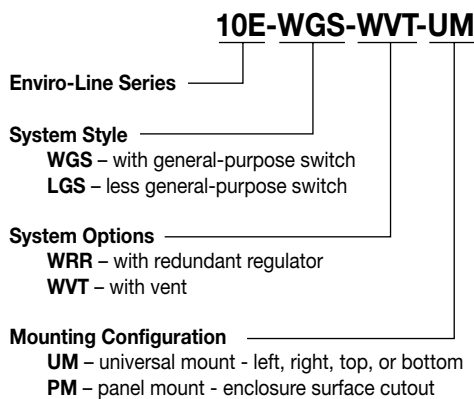 10E-WGS-WVT-UM
Enviro-Line Series
System Style
WGS – with general-purpose switch
LGS – less general-purpose switch
System Options
WRR – with redundant regulator
WVT – with vent
Mounting Configuration
UM – universal mount - left, right, top, or bottom
PM – panel mount - enclosure surface cutout